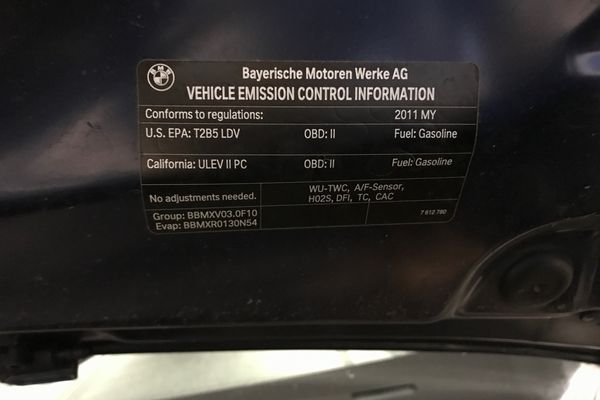 BMW
Bayerische Motoren Werke AG
VEHICLE EMISSION CONTROL INFORMATION
Conforms to regulations: 2011 MY
U.S. EPA: T2B5 LDV OBD: II Fuel: Gasoline
California: ULEV II PC OBD: II Fuel: Gasoline
No adjustments needed. WU-TWC, A/F-Sensor,
H02S, DFI, TC, CAC
Group: BBMXV03.0F10
Evap: BBMXR0130N54 7 612 780